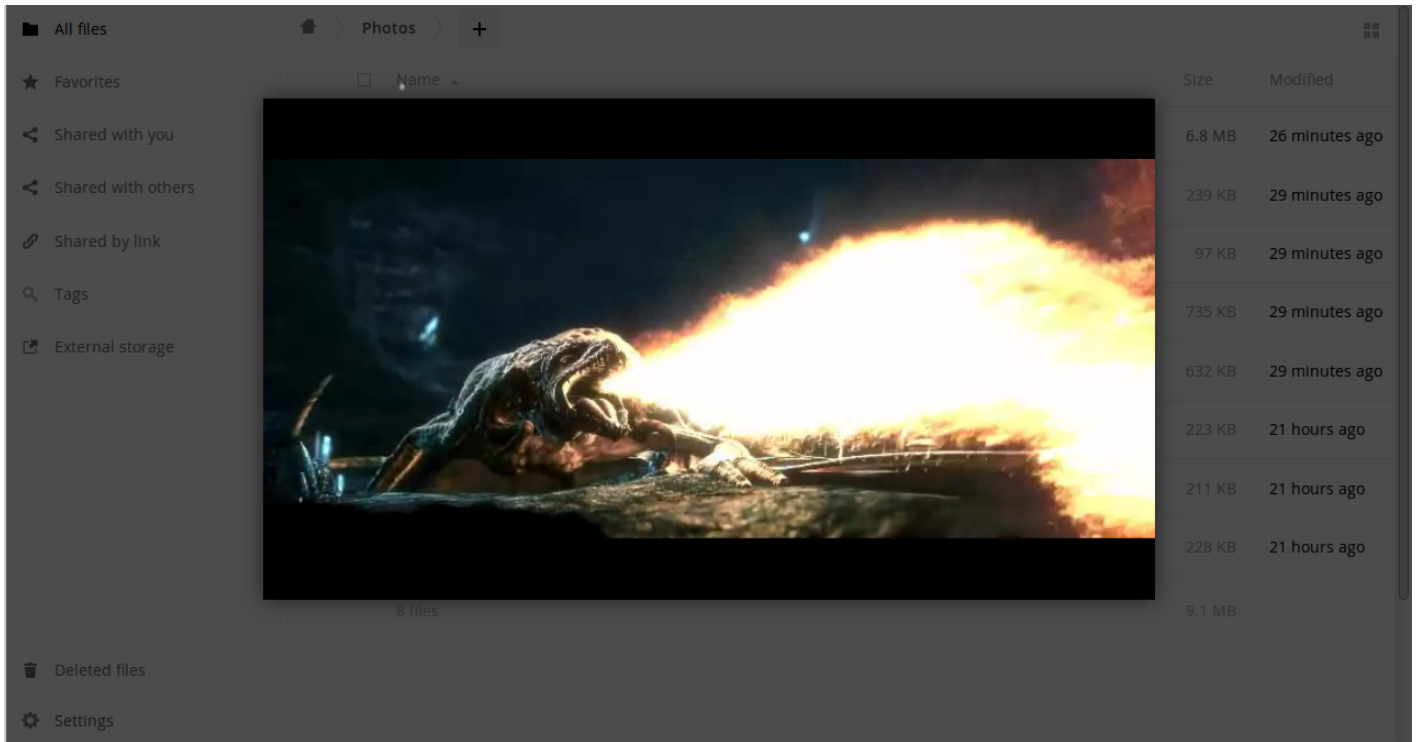 All files
Favorites
Shared with you
Shared with others
Shared by link
Tags
External storage
Deleted files
Settings
Photos
+
Name Size Modified
6.8 MB 26 minutes ago
239 KB 29 minutes ago
97 KB 29 minutes ago
735 KB 29 minutes ago
632 KB 29 minutes ago
223 KB 21 hours ago
211 KB 21 hours ago
228 KB 21 hours ago
8 files 9.1 MB